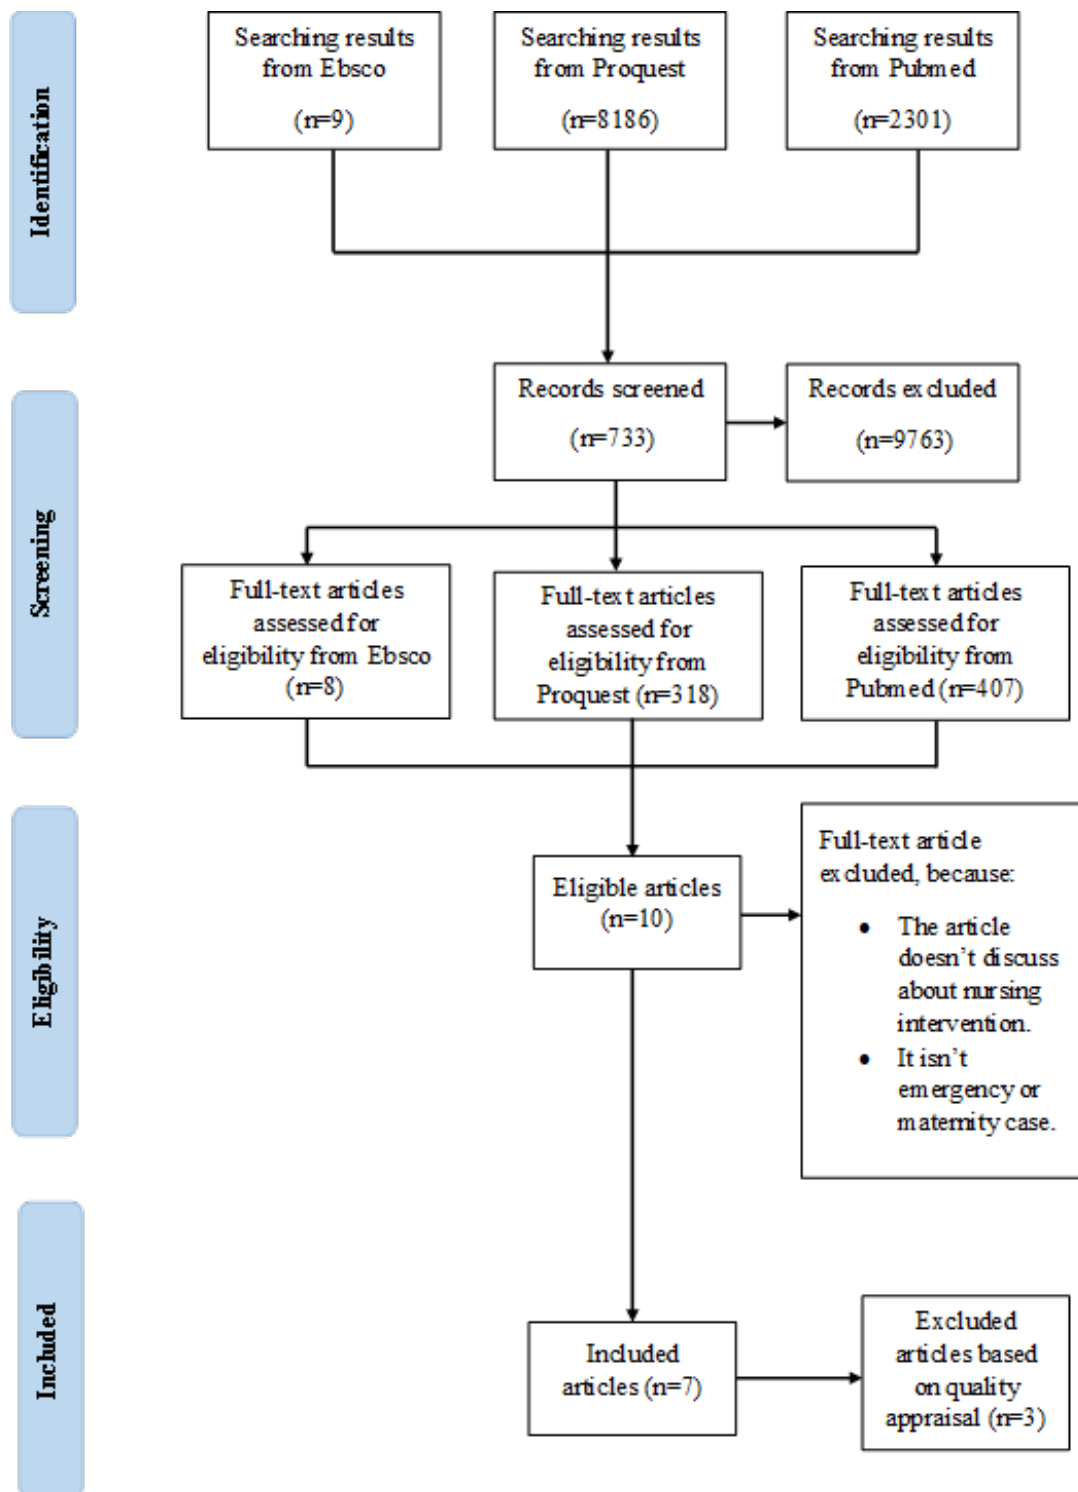 Identification
Searching results
from Ebsco
(n=9)
Searching results
from Proquest
(n=8186)
Searching results
from Pubmed
(n=2301)
Screening
Records screened
(n=733)
Records excluded
(n=9763)
Full-text articles
assessed for
eligibility from Ebsco
(n=8)
Full-text articles
assessed for
eligibility from
Proquest (n=318)
Full-text articles
assessed for
eligibility from
Pubmed (n=407)
Eligibility
Eligible articles
(n=10)
Full-text article
excluded, because:
• The article
doesn’t discuss
about nursing
intervention.
• It isn’t
emergency or
maternity case.
Included
Included
articles (n=7)
Excluded
articles based
on quality
appraisal (n=3)